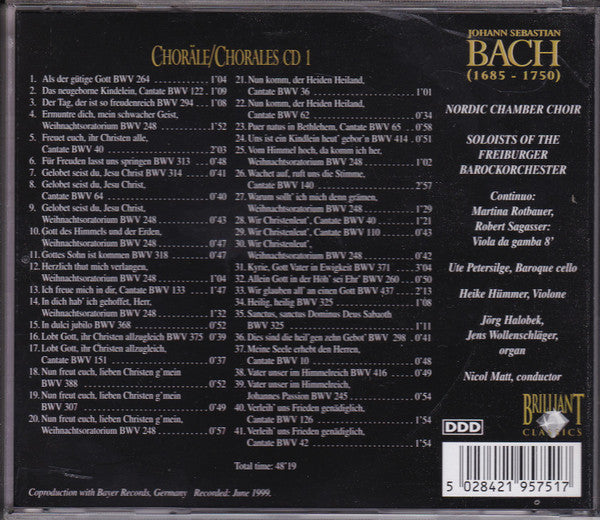 CHORÄLE/CHORALES CD 1
1. Als der gütige Gott BWV 264 1'04
2. Das neugeborne Kindelein, Cantate BWV 122 1'09
3. Der Tag, der ist so freudenreich BWV 294 1'08
4. Ermuntre dich, mein schwacher Geist,
Weihnachtsoratorium BWV 248 1'52
5. Freuet euch, ihr Christen alle,
Cantate BWV 40 2'03
6. Für Freuden lasst uns springen BWV 313 0'48
7. Gelobet seist du, Jesu Christ BWV 314 0'41
8. Gelobet seist du, Jesu Christ,
Cantate BWV 64 0'40
9. Gelobet seist du, Jesu Christ,
Weihnachtsoratorium BWV 248 0'43
10. Gott des Himmels und der Erden,
Weihnachtsoratorium BWV 248 0'47
11. Gottes Sohn ist kommen BWV 318 0'47
12. Herzlich thut mich verlangen,
Weihnachtsoratorium BWV 248 1'04
13. Ich freue mich in dir, Cantate BWV 133 1'47
14. In dich hab' ich gehoffet, Herr,
Weihnachtsoratorium BWV 248 1'32
15. In dulci jubilo BWV 368 0'52
16. Lobt Gott, ihr Christen allzugleich BWV 375 0'39
17. Lobt Gott, ihr Christen allzugleich,
Cantate BWV 151 0'37
18. Nun freut euch, lieben Christen g'mein
BWV 388 0'52
19. Nun freut euch, lieben Christen g'mein
BWV 307 0'49
20. Nun freut euch, lieben Christen g'mein,
Weihnachtsoratorium BWV 248 0'57
21. Nun komm, der Heiden Heiland,
Cantate BWV 36 1'01
22. Nun komm, der Heiden Heiland,
Cantate BWV 62 0'34
23. Puer natus in Bethlehem, Cantate BWV 65 0'58
24. Uns ist ein Kindlein heut' gebor'n BWV 414 0'51
25. Vom Himmel hoch, da komm ich her,
Weihnachtsoratorium BWV 248 1'02
26. Wachet auf, ruft uns die Stimme,
Cantate BWV 140 2'57
27. Warum sollt' ich mich denn grämen,
Weihnachtsoratorium BWV 248 1'29
28. Wir Christenleut', Cantate BWV 40 1'21
29. Wir Christenleut', Cantate BWV 110 0'43
30. Wir Christenleut',
Weihnachtsoratorium BWV 248 0'42
31. Kyrie, Gott Vater in Ewigkeit BWV 371 3'04
32. Allein Gott in der Höh' sei Ehr' BWV 260 0'50
33. Wir glauben all' an einen Gott BWV 437 2'13
34. Heilig, heilig BWV 325 1'08
35. Sanctus, sanctus Dominus Deus Sabaoth
BWV 325 1'11
36. Dies sind die heil'gen zehn Gebot' BWV 298 0'41
37. Meine Seele erhebt den Herren,
Cantate BWV 10 0'48
38. Vater unser im Himmelreich BWV 416 0'49
39. Vater unser im Himmelreich,
Johannes Passion BWV 245 0'51
40. Verleih' uns Frieden genädiglich,
Cantate BWV 126 1'54
41. Verleih' uns Frieden genädiglich,
Cantate BWV 42 1'54
Total time: 48'19
Coproduction with Bayer Records, Germany Recorded: June 1999.
JOHANN SEBASTIAN
BACH
(1685 - 1750)
NORDIC CHAMBER CHOIR
SOLOISTS OF THE
FREIBURGER
BAROCKORCHESTER
Continuo:
Martina Rotbauer,
Robert Sagasser:
Viola da gamba 8'
Ute Petersilge, Baroque cello
Heike Hümmer, Violone
Jörg Halobek,
Jens Wollenschläger,
organ
Nicol Matt, conductor
DDD
BRILLIANT
CLASSICS
5 028421 957517